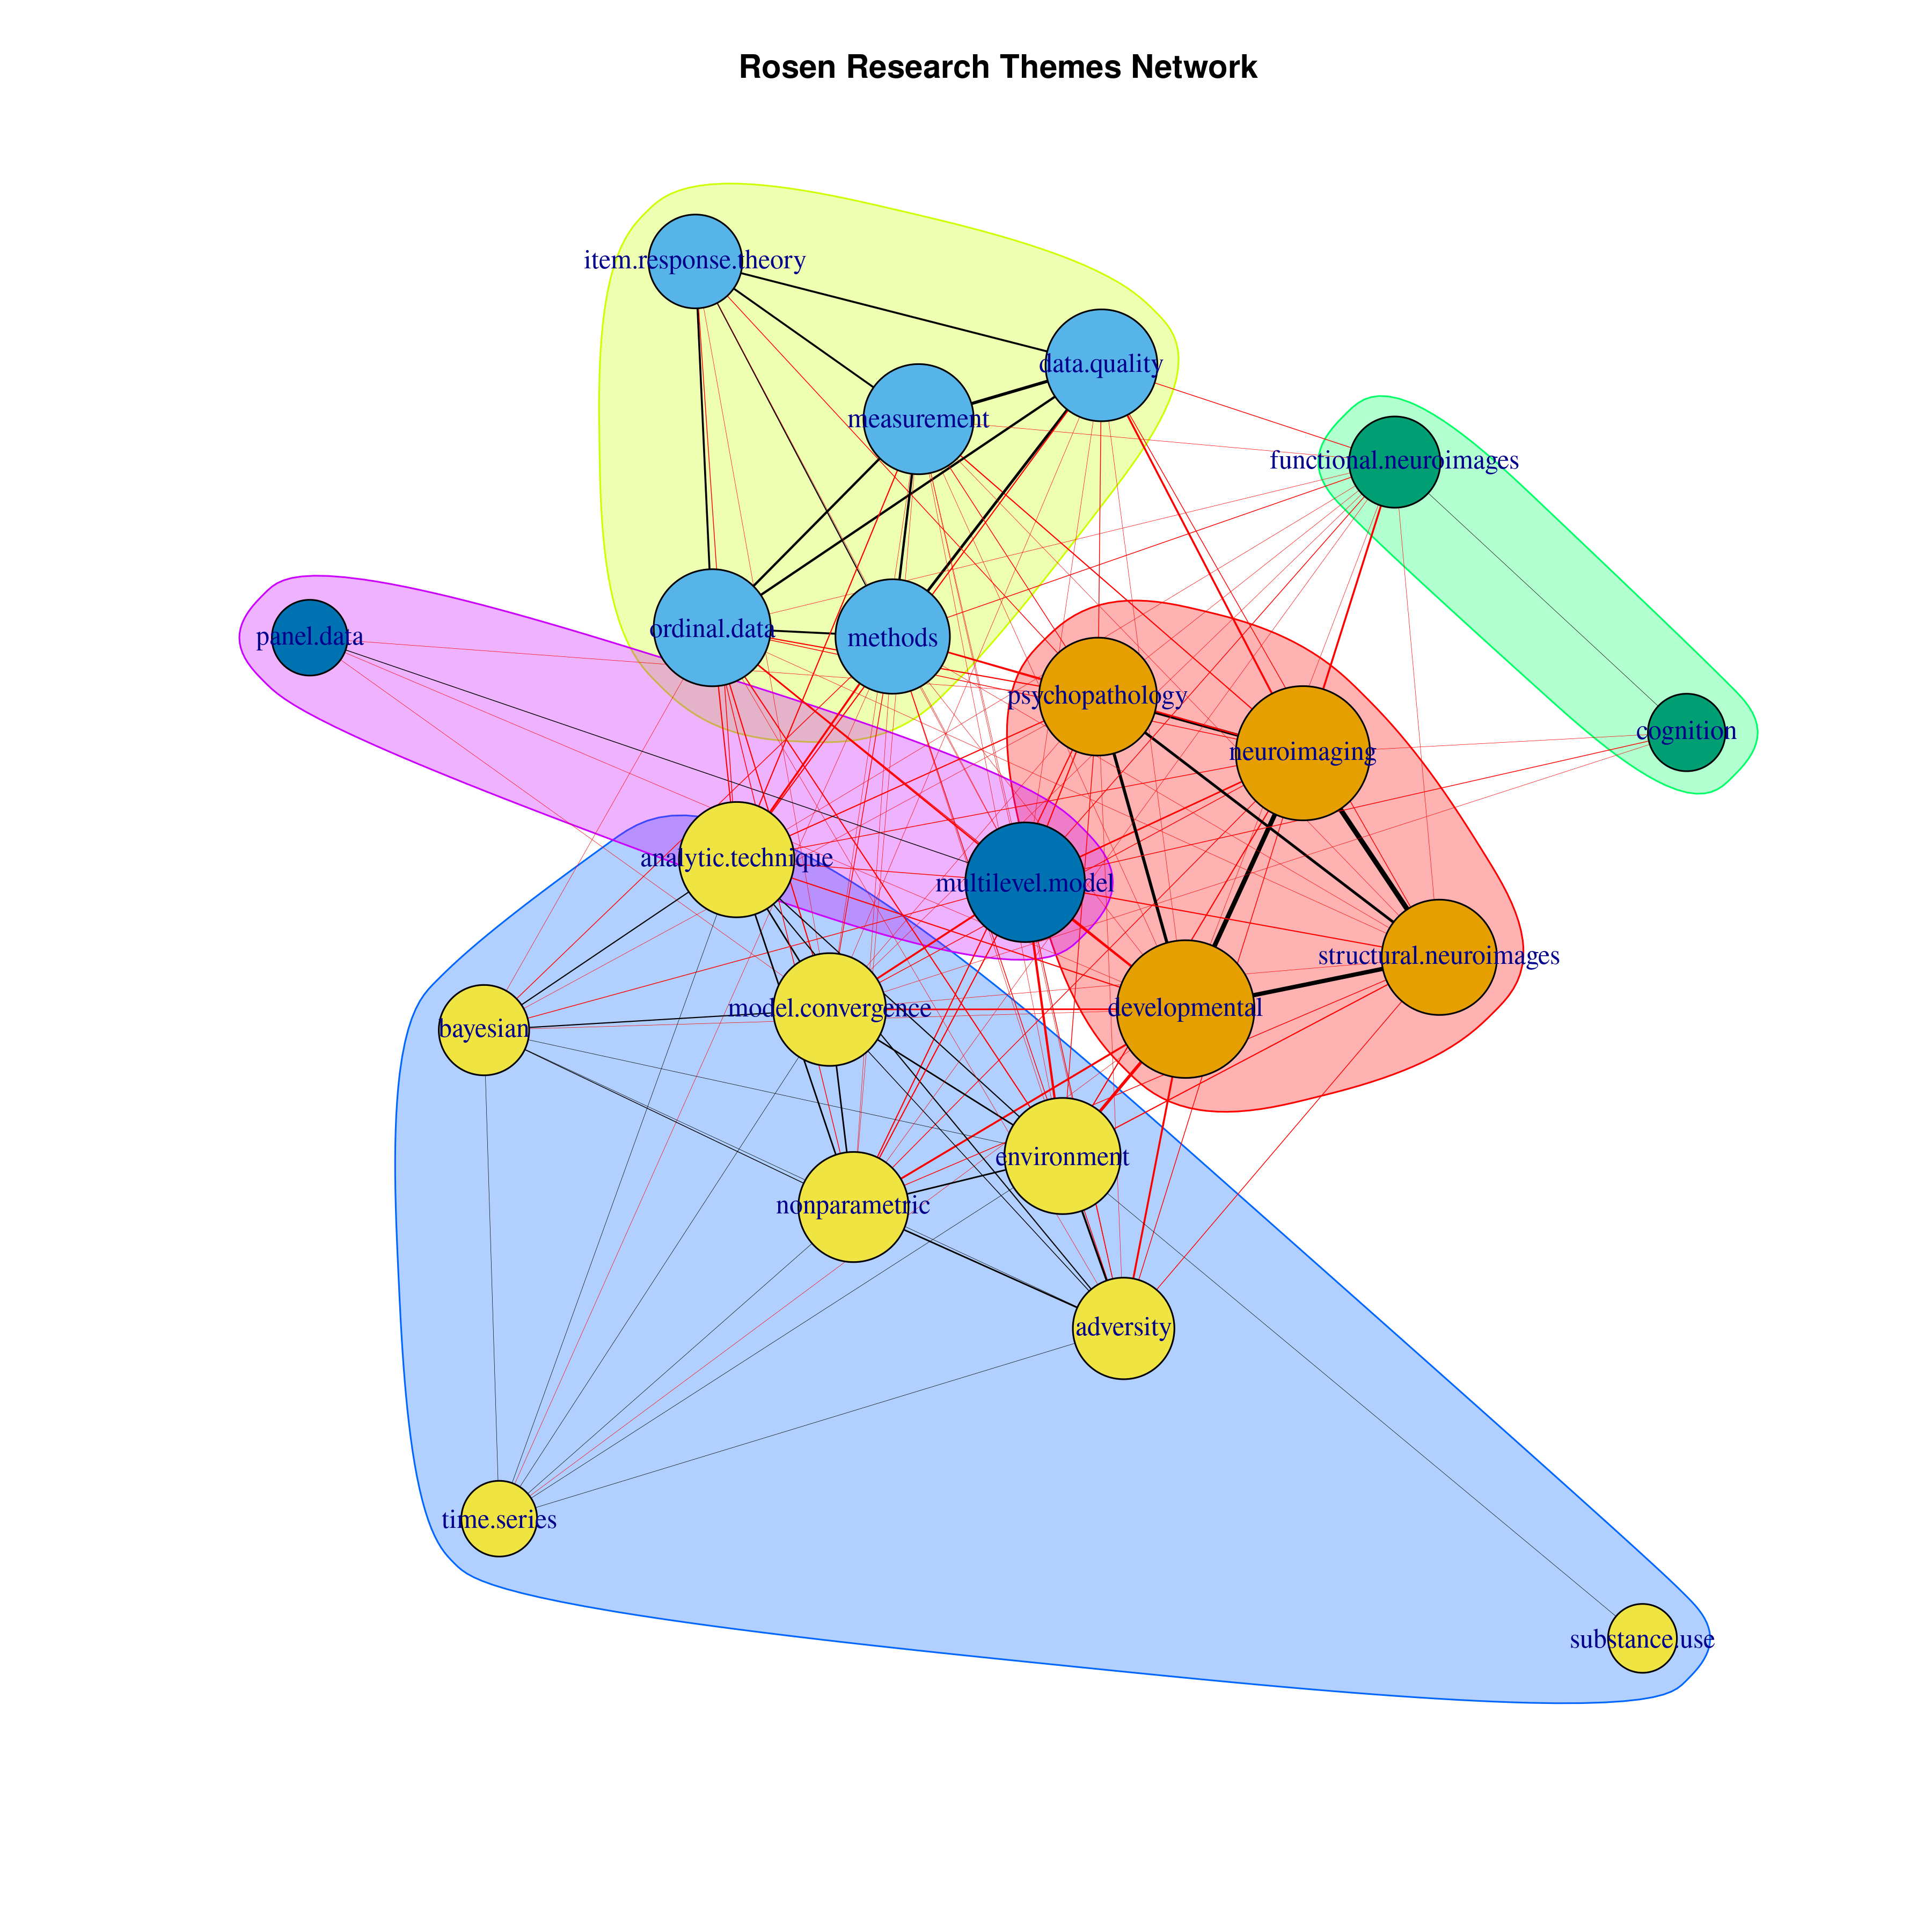 Rosen Research Themes Network
item.response.theory
data.quality
measurement
functional.neuroimages
ordinal.data
methods
panel.data
psychopathology
neuroimaging
cognition
analytic.technique
multilevel.model
structural.neuroimages
model.convergence
developmental
bayesian
environment
nonparametric
adversity
time.series
substance.use